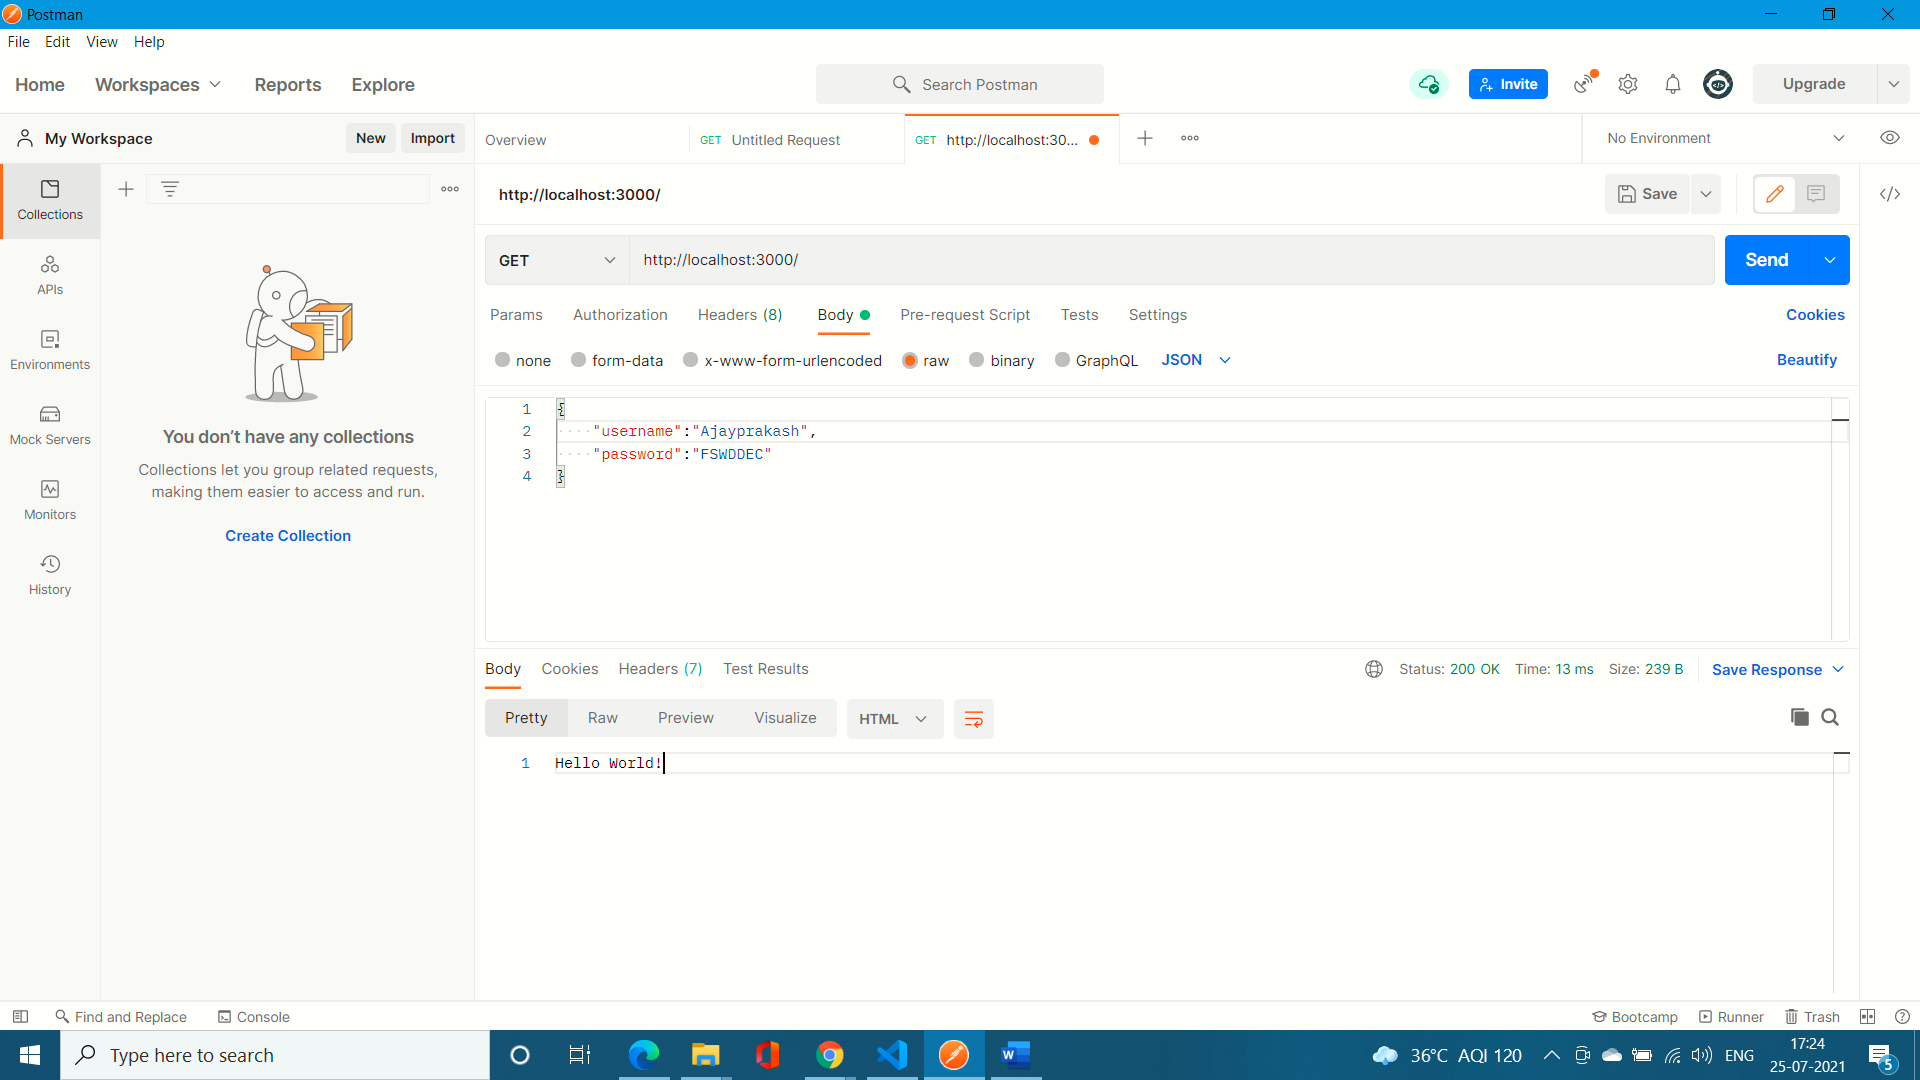 Postman
File Edit View Help
Home Workspaces Reports Explore
Search Postman
Invite
Upgrade
My Workspace
New Import
Overview
GET Untitled Request
GET http://localhost:30...
No Environment
Collections
APIs
Environments
Mock Servers
Monitors
History
You don’t have any collections
Collections let you group related requests,
making them easier to access and run.
Create Collection
http://localhost:3000/
Save
GET http://localhost:3000/
Send
Params Authorization Headers (8) Body Pre-request Script Tests Settings Cookies
none form-data x-www-form-urlencoded raw binary GraphQL JSON Beautify
1 {
2 ····"username":"Ajayprakash",
3 ····"password":"FSWDDEC"
4 }
Body Cookies Headers (7) Test Results
Status: 200 OK Time: 13 ms Size: 239 B Save Response
Pretty Raw Preview Visualize HTML
1 Hello World!
Find and Replace Console
Bootcamp Runner Trash
Type here to search
36°C AQI 120
ENG
17:24
25-07-2021
5